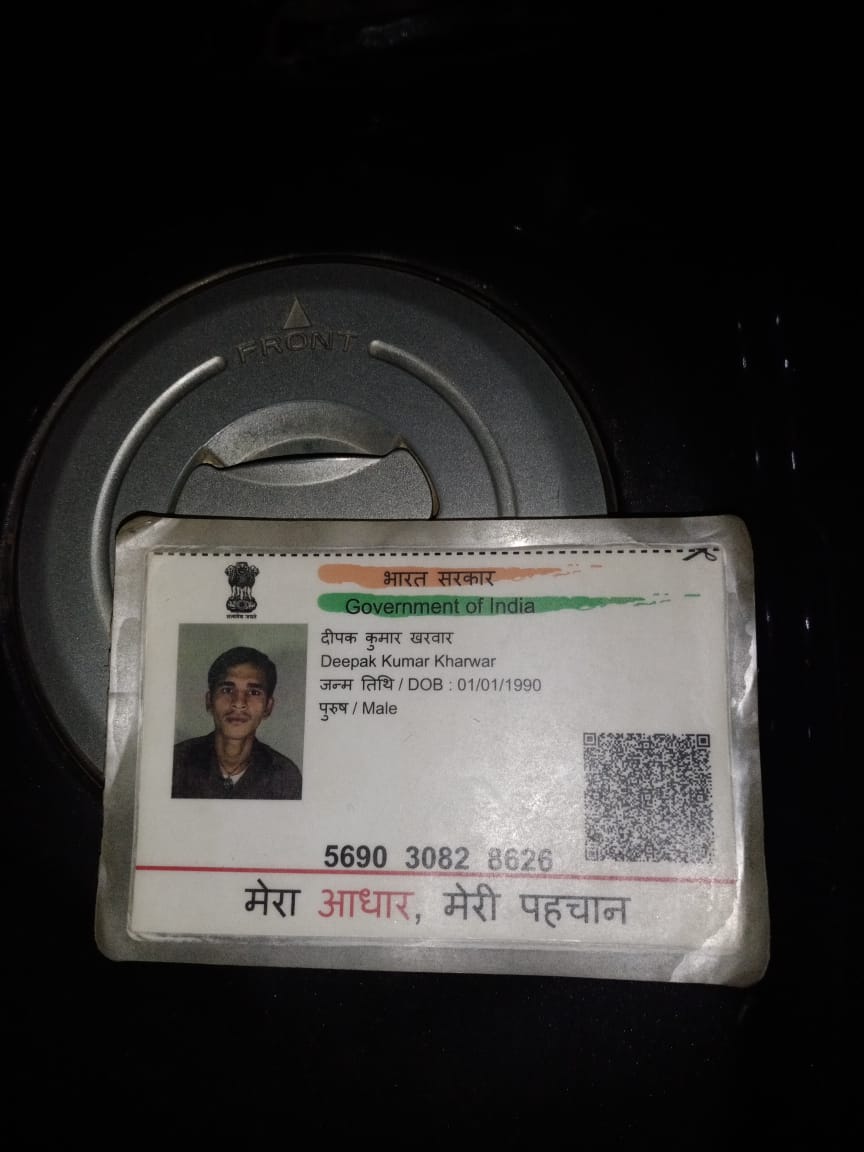 FRONT
भारत सरकार
Government of India
सत्यमेव जयते
दीपक कुमार खरवार
Deepak Kumar Kharwar
जन्म तिथि / DOB : 01/01/1990
पुरुष / Male
5690 3082 8626
मेरा आधार, मेरी पहचान